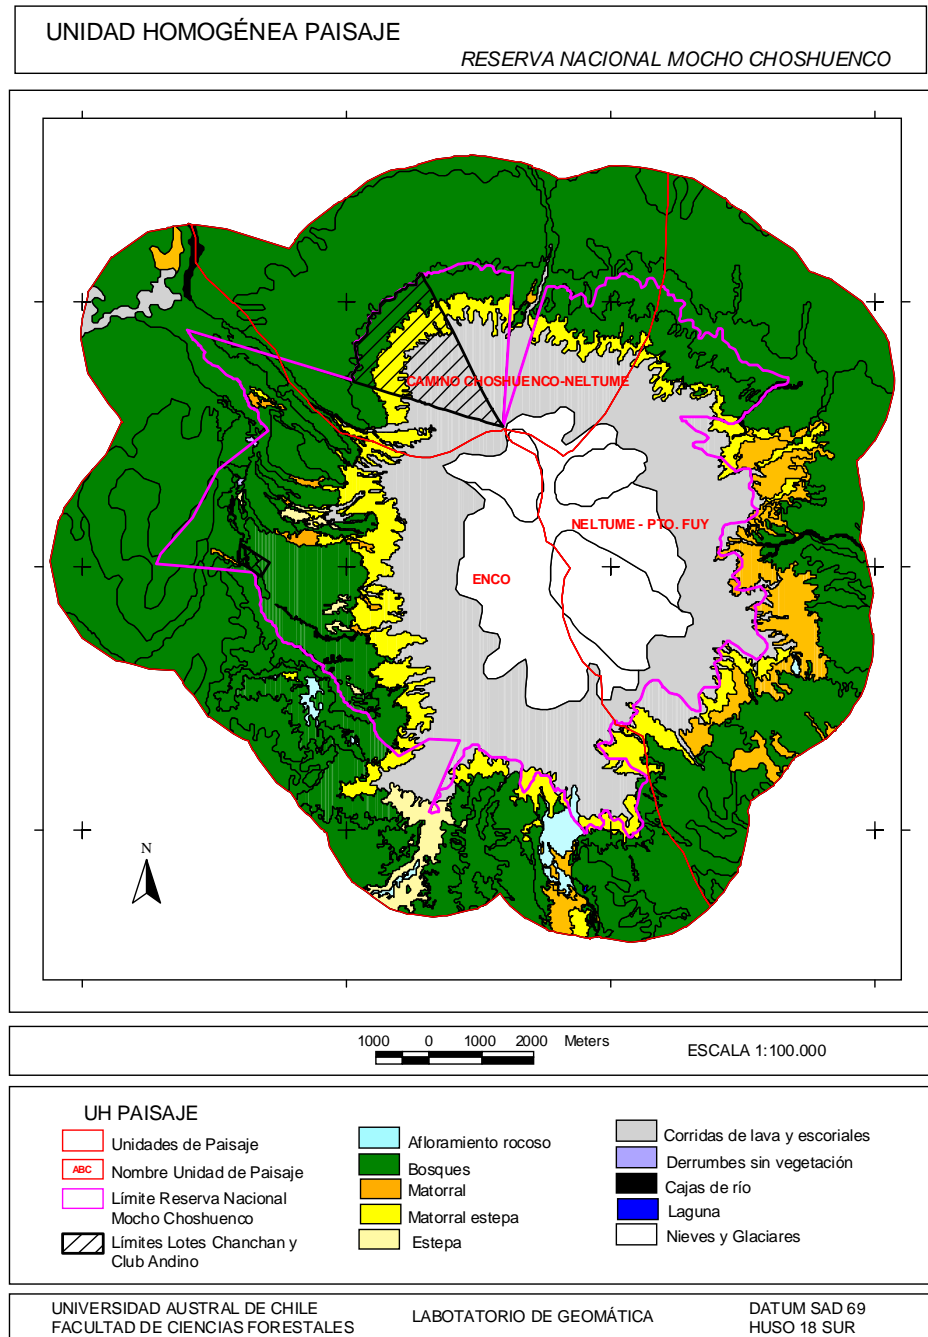 UNIDAD HOMOGÉNEA PAISAJE
RESERVA NACIONAL MOCHO CHOSHUENCO
CAMINO CHOSHUENCO-NELTUME
NELTUME - PTO. FUY
ENCO
N
1000 0 1000 2000 Meters
ESCALA 1:100.000
UH PAISAJE
Unidades de Paisaje
ABC Nombre Unidad de Paisaje
Límite Reserva Nacional
Mocho Choshuenco
Límites Lotes Chanchan y
Club Andino
Afloramiento rocoso
Bosques
Matorral
Matorral estepa
Estepa
Corridas de lava y escoriales
Derrumbes sin vegetación
Cajas de río
Laguna
Nieves y Glaciares
UNIVERSIDAD AUSTRAL DE CHILE
FACULTAD DE CIENCIAS FORESTALES
LABOTATORIO DE GEOMÁTICA
DATUM SAD 69
HUSO 18 SUR